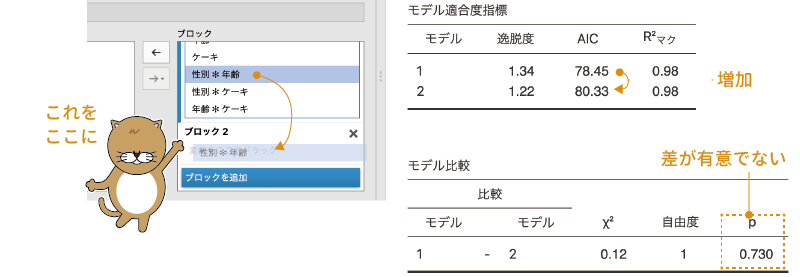 ブロック
ケーキ
性別 ✻ 年齢
性別 ✻ ケーキ
年齢 ✻ ケーキ
ブロック 2
性別 ✻ 年齢
ブロックを追加
これを
ここに
モデル適合度指標
モデル 逸脱度 AIC R²マク
1 1.34 78.45 0.98
2 1.22 80.33 0.98
増加
差が有意でない
モデル比較
比較
モデル モデル χ² 自由度 p
1 - 2 0.12 1 0.730